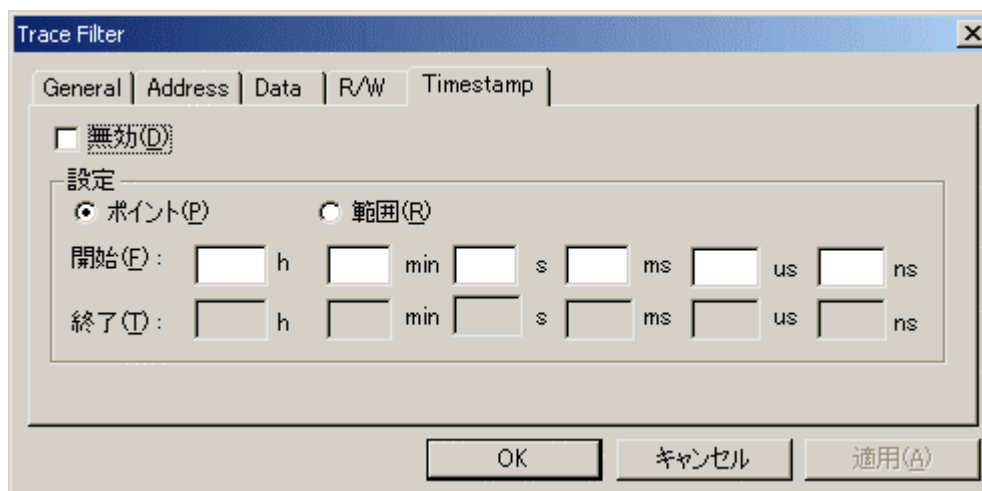 Trace Filter
General Address Data R/W Timestamp
無効(D)
設定
ポイント(P) 範囲(R)
開始(F): h min s ms us ns
終了(T): h min s ms us ns
OK キャンセル 適用(A)